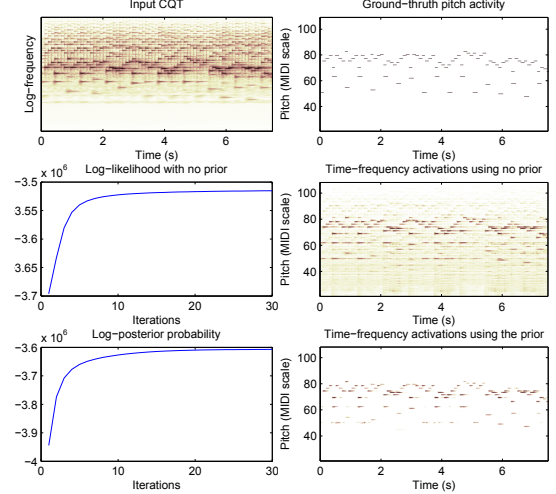 Input CQT
Log−frequency
0 2 4 6
Time (s)
Ground−thruth pitch activity
Pitch (MIDI scale)
100
80
60
40
0 2 4 6
Time (s)
Log−likelihood with no prior
x 10^6
−3.5
−3.55
−3.6
−3.65
−3.7
0 10 20 30
Iterations
Time−frequency activations using no prior
Pitch (MIDI scale)
100
80
60
40
0 2 4 6
Time (s)
Log−posterior probability
x 10^6
−3.6
−3.7
−3.8
−3.9
−4
0 10 20 30
Iterations
Time−frequency activations using the prior
Pitch (MIDI scale)
100
80
60
40
0 2 4 6
Time (s)